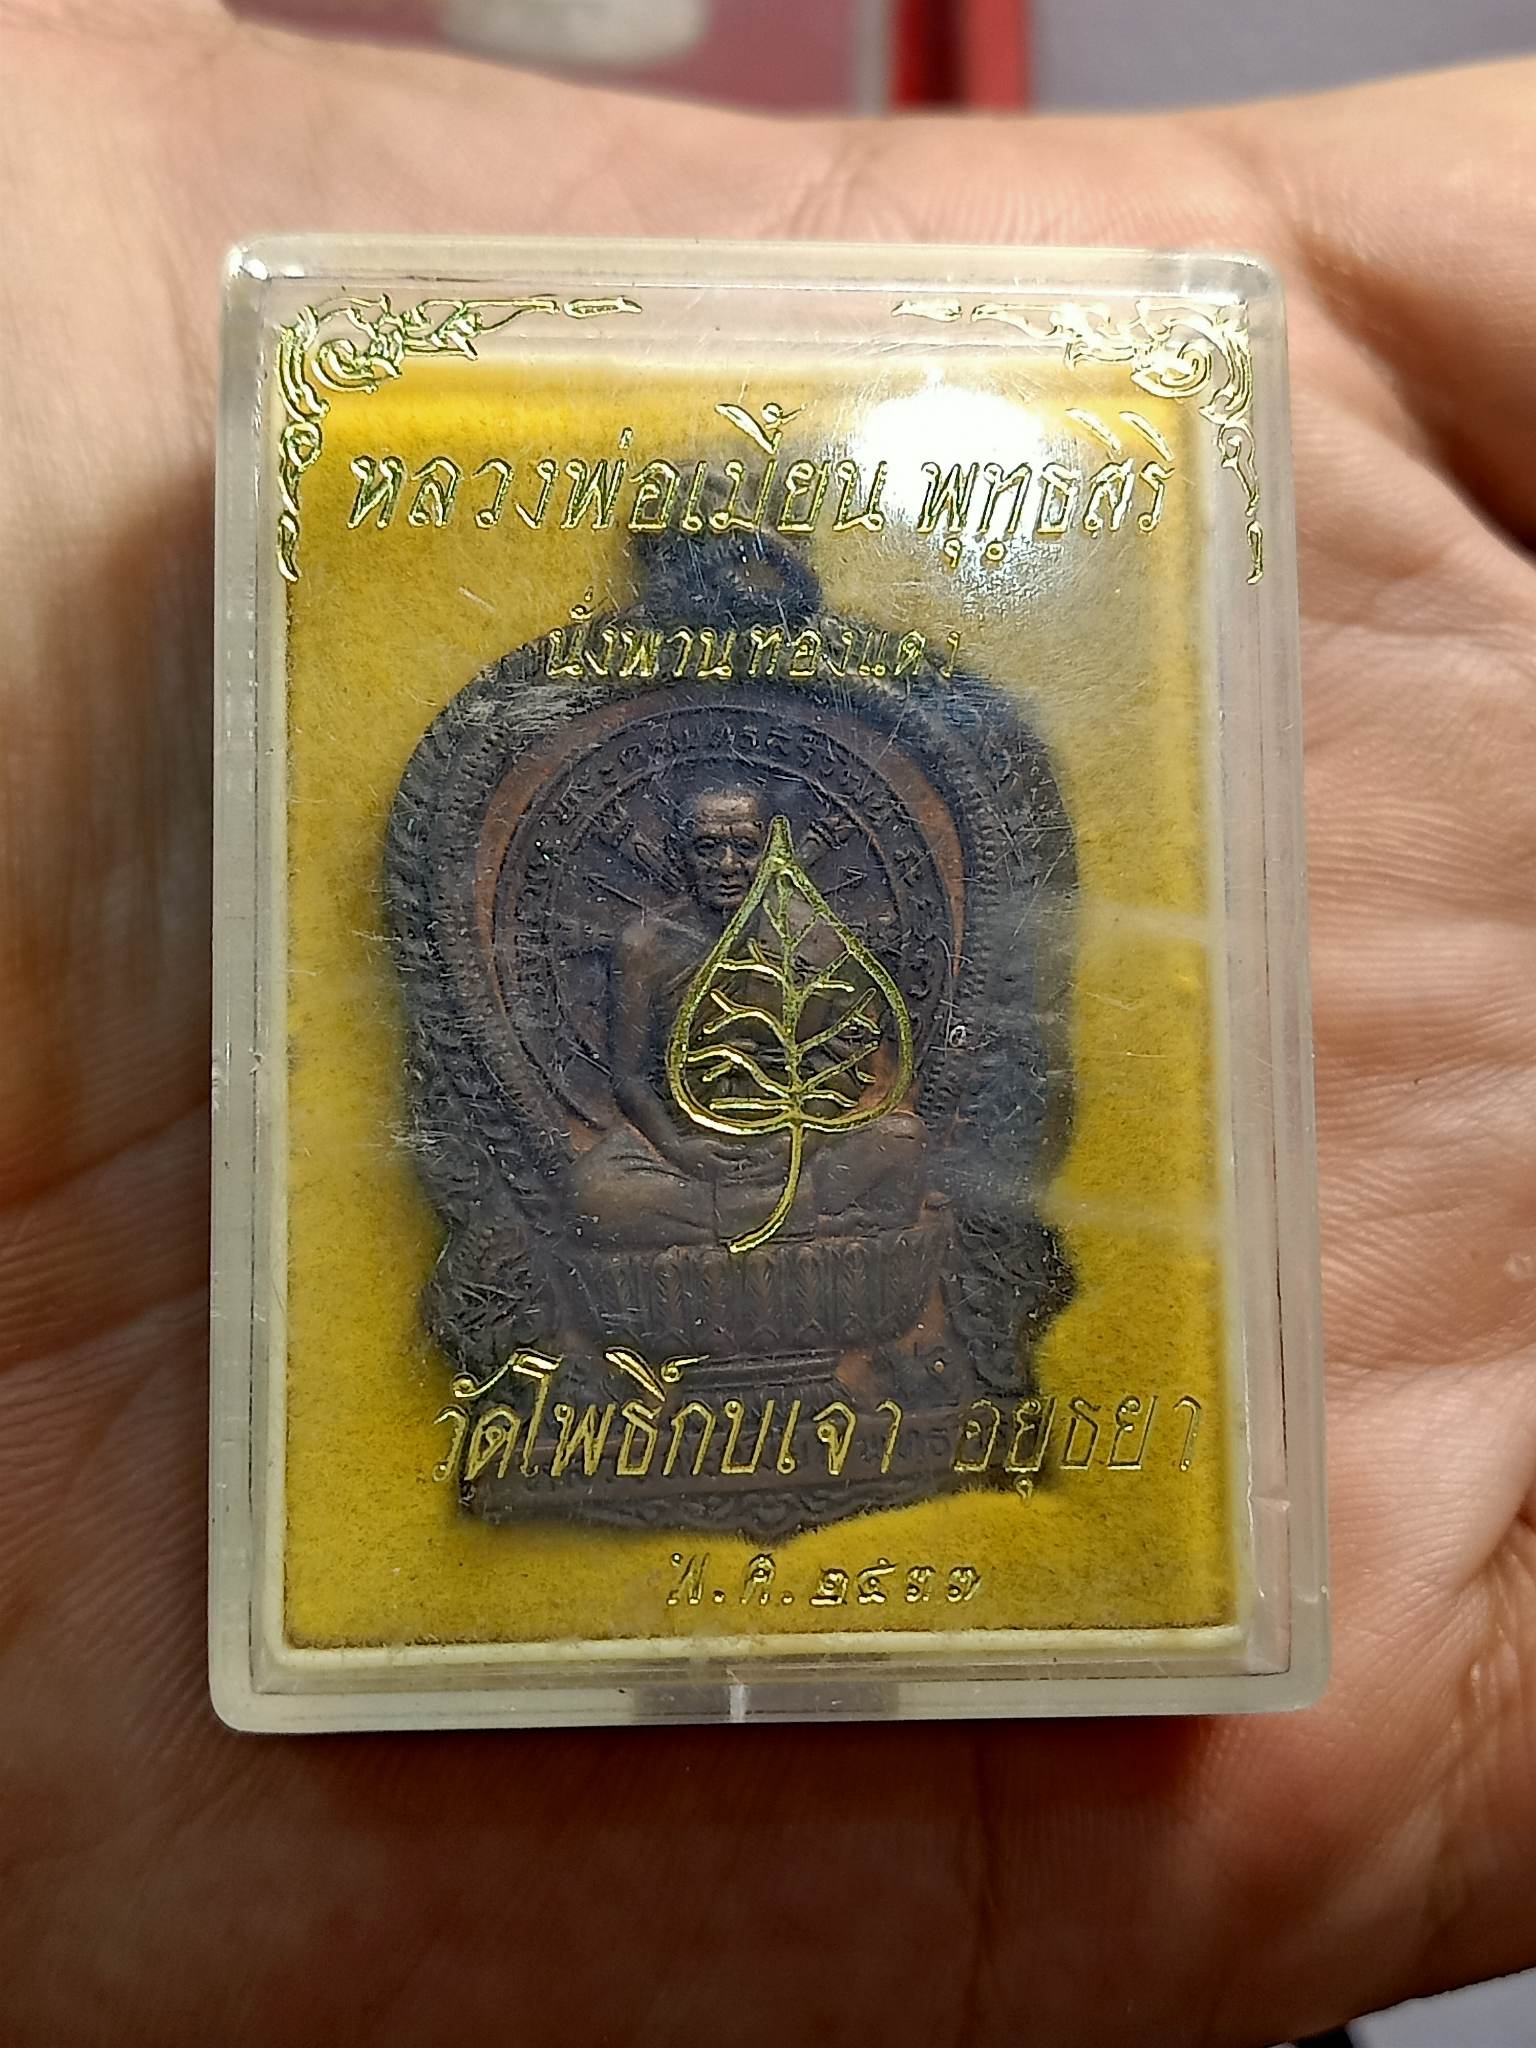 หลวงพ่อเมี้ยน พุทฺธสิริ
นั่งพานทองแดง
วัดโพธิ์กบเจา อยุธยา
พ.ศ.๒๕๓๗